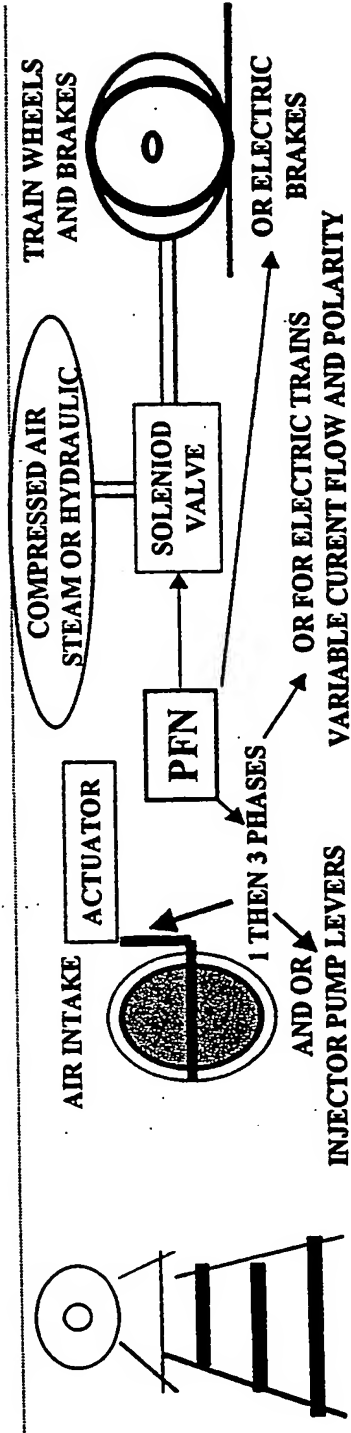 AIR INTAKE
ACTUATOR
COMPRESSED AIR
STEAM OR HYDRAULIC
TRAIN WHEELS
AND BRAKES
PFN
SOLENIOD
VALVE
1 THEN 3 PHASES
AND OR
INJECTOR PUMP LEVERS
OR FOR ELECTRIC TRAINS
VARIABLE CURENT FLOW AND POLARITY
OR ELECTRIC
BRAKES